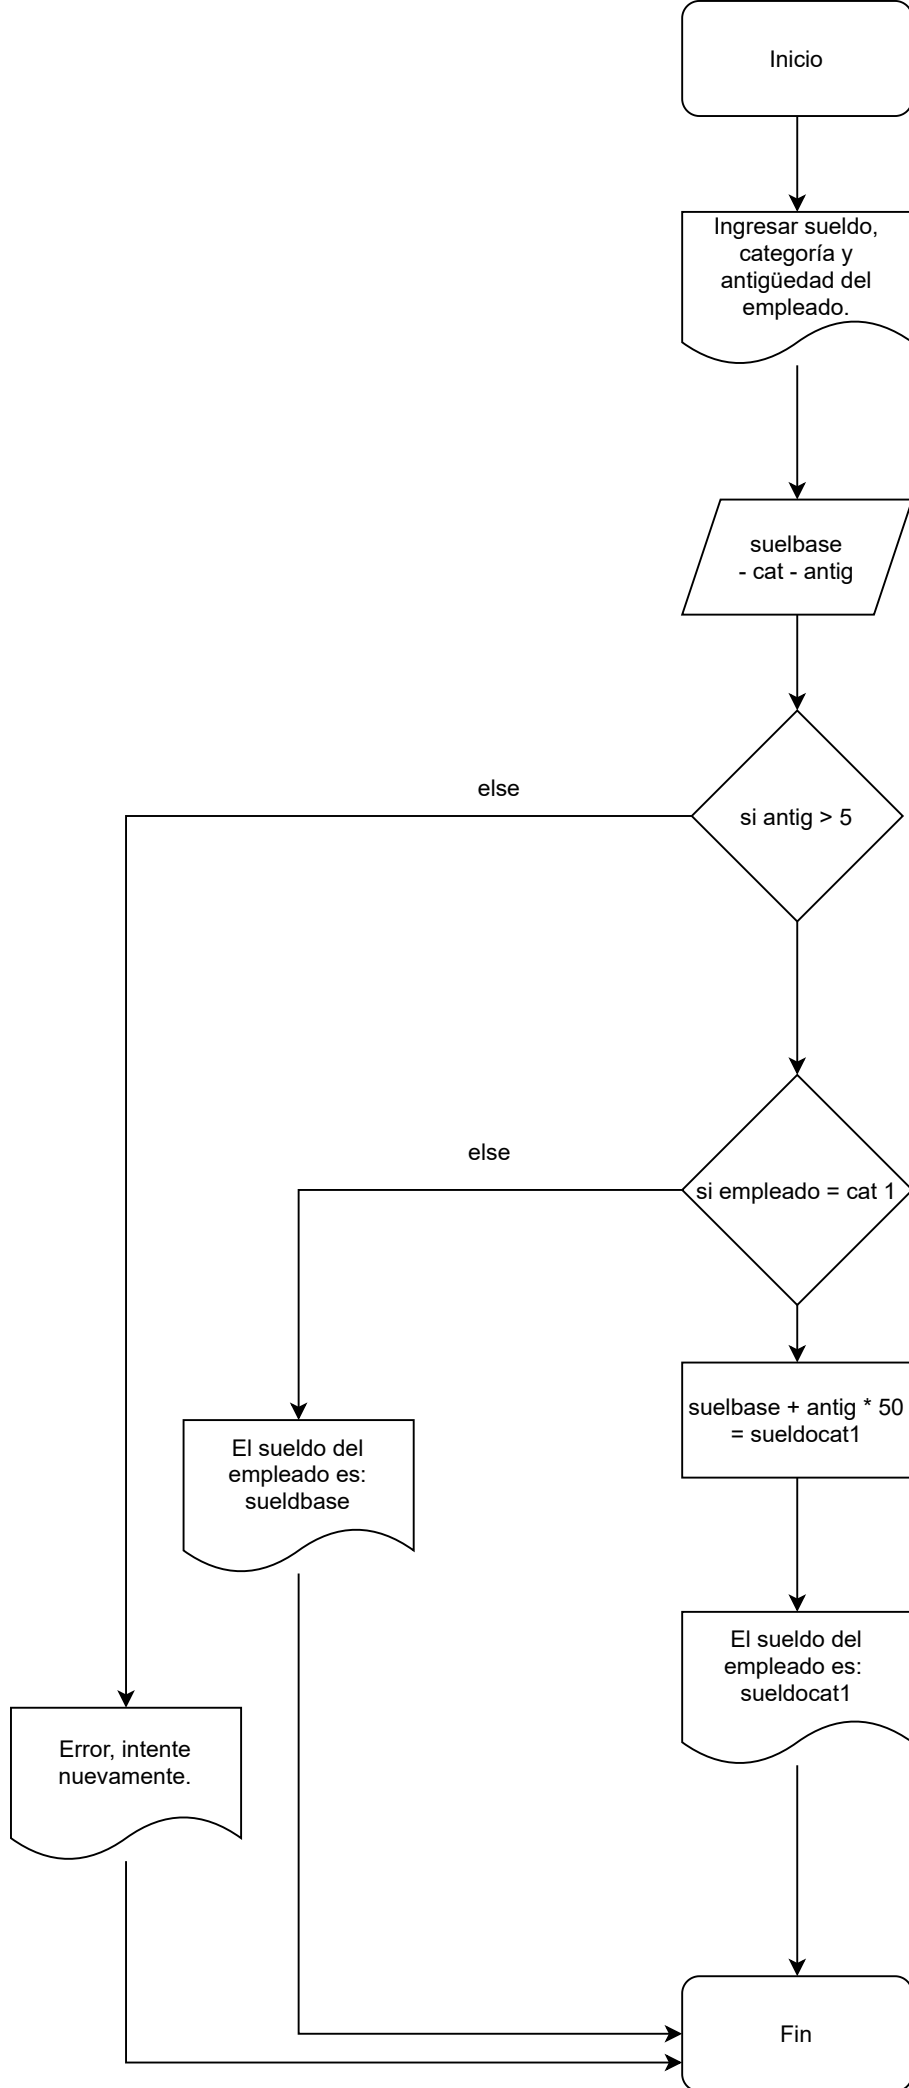 Inicio
Ingresar sueldo,
categoría y
antigüedad del
empleado.
suelbase
- cat - antig
else
si antig > 5
else
si empleado = cat 1
suelbase + antig * 50
= sueldocat1
El sueldo del
empleado es:
sueldbase
El sueldo del
empleado es:
sueldocat1
Error, intente
nuevamente.
Fin